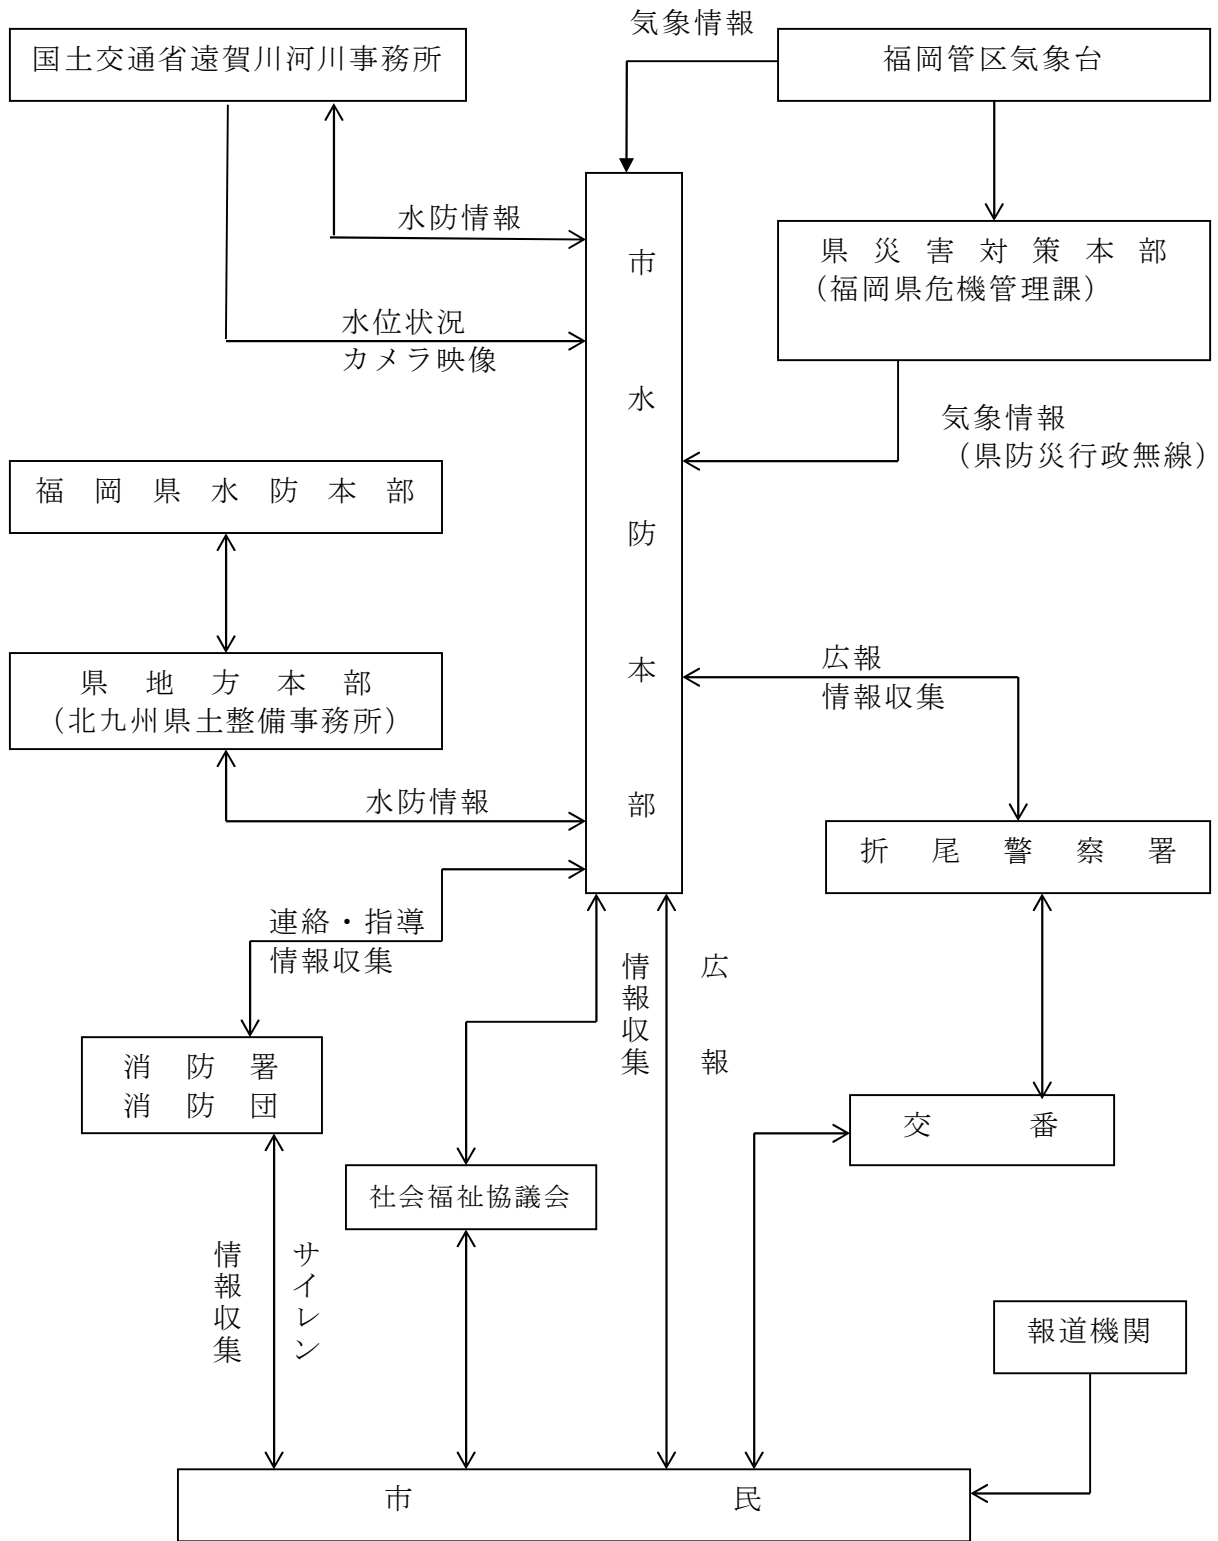 気象情報
国土交通省遠賀川河川事務所
福岡管区気象台
水防情報
市水防本部
県災害対策本部
（福岡県危機管理課）
水位状況
カメラ映像
気象情報
（県防災行政無線）
福岡県水防本部
広報
情報収集
県地方本部
（北九州県土整備事務所）
水防情報
折尾警察署
連絡・指導
情報収集
情報収集
広報
消防署
消防団
交番
社会福祉協議会
情報収集
サイレン
報道機関
市民